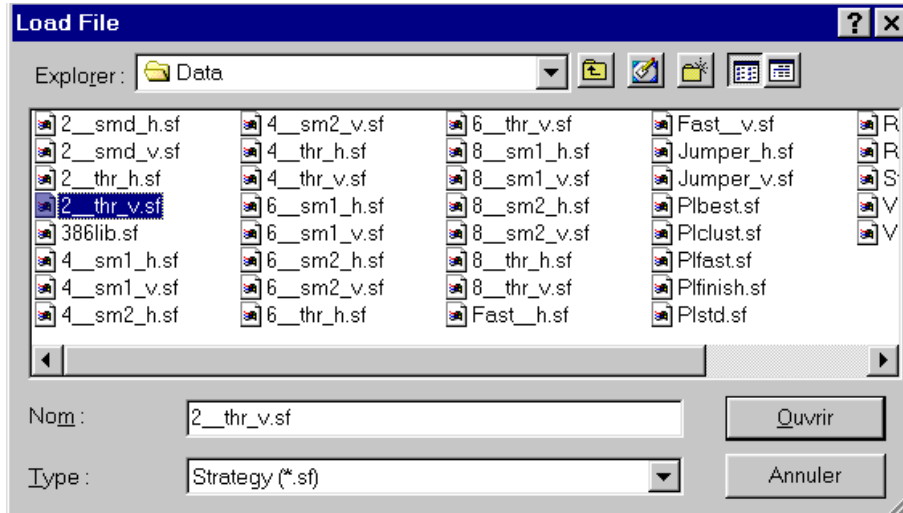 Load File
Explorer : Data
2__smd_h.sf
2__smd_v.sf
2__thr_h.sf
2__thr_v.sf
386lib.sf
4__sm1_h.sf
4__sm1_v.sf
4__sm2_h.sf
4__sm2_v.sf
4__thr_h.sf
4__thr_v.sf
6__sm1_h.sf
6__sm1_v.sf
6__sm2_h.sf
6__sm2_v.sf
6__thr_h.sf
6__thr_v.sf
8__sm1_h.sf
8__sm1_v.sf
8__sm2_h.sf
8__sm2_v.sf
8__thr_h.sf
8__thr_v.sf
Fast__h.sf
Fast__v.sf
Jumper_h.sf
Jumper_v.sf
Plbest.sf
Plclust.sf
Plfast.sf
Plfinish.sf
Plstd.sf
R
R
V
V
Nom : 2__thr_v.sf
Ouvrir
Type : Strategy (*.sf)
Annuler